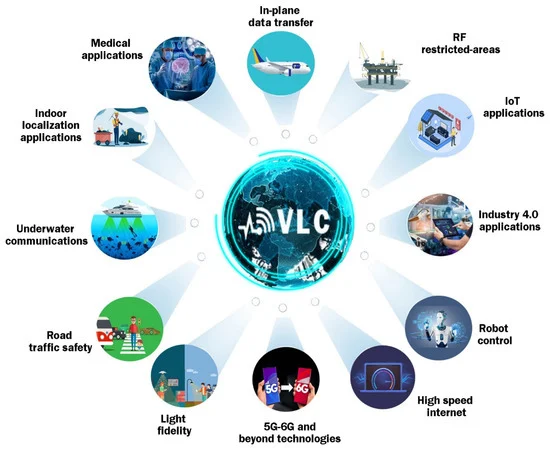 In-plane
data transfer
Medical
applications
RF
restricted-areas
Indoor
localization
applications
IoT
applications
VLC
Underwater
communications
Industry 4.0
applications
Road
traffic safety
Robot
control
Light
fidelity
5G
6G
5G-6G and
beyond technologies
High speed
internet